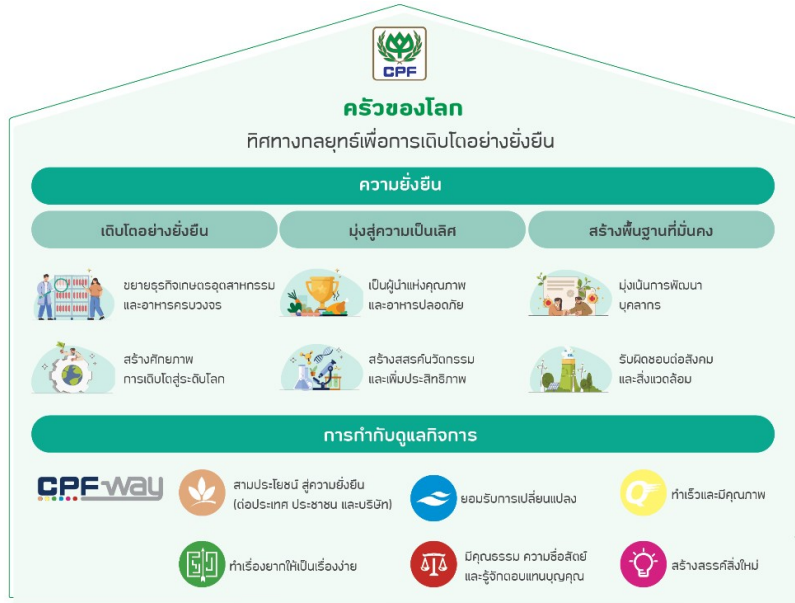 CPF
ครัวของโลก
ทิศทางกลยุทธ์เพื่อการเติบโตอย่างยั่งยืน
ความยั่งยืน
เติบโตอย่างยั่งยืน
มุ่งสู่ความเป็นเลิศ
สร้างพื้นฐานที่มั่นคง
ขยายธุรกิจเกษตรอุตสาหกรรม
และอาหารครบวงจร
เป็นผู้นำแห่งคุณภาพ
และอาหารปลอดภัย
มุ่งเน้นการพัฒนา
บุคลากร
สร้างศักยภาพ
การเติบโตสู่ระดับโลก
สร้างสรรค์นวัตกรรม
และเพิ่มประสิทธิภาพ
รับผิดชอบต่อสังคม
และสิ่งแวดล้อม
การกำกับดูแลกิจการ
CPF way
สามประโยชน์ สู่ความยั่งยืน
(ต่อประเทศ ประชาชน และบริษัท)
ยอมรับการเปลี่ยนแปลง
ทำเร็วและมีคุณภาพ
ทำเรื่องยากให้เป็นเรื่องง่าย
มีคุณธรรม ความซื่อสัตย์
และรู้จักตอบแทนบุญคุณ
สร้างสรรค์สิ่งใหม่